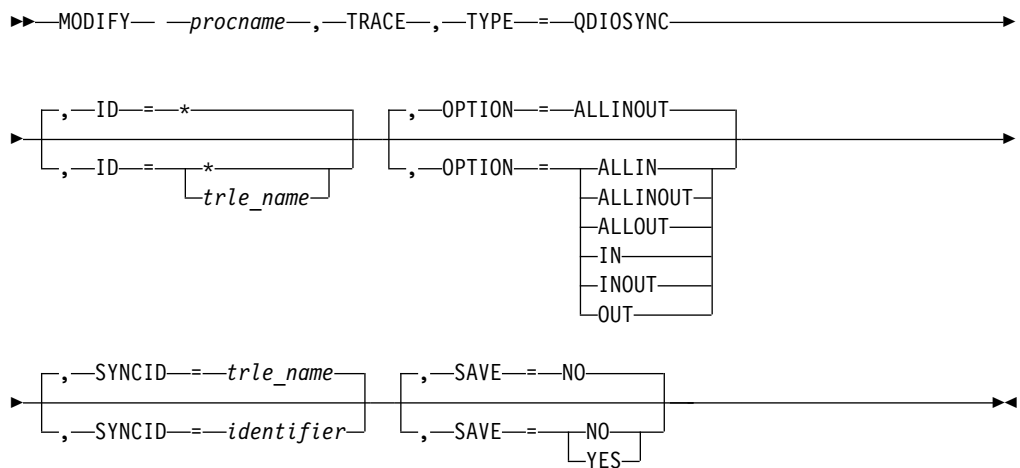 MODIFY procname , TRACE , TYPE = QDIOSYNC
, ID = * , OPTION = ALLINOUT
, ID = * , OPTION = ALLIN
trle_name ALLINOUT
ALLOUT
IN
INOUT
OUT
, SYNCID = trle_name , SAVE = NO
, SYNCID = identifier , SAVE = NO
YES